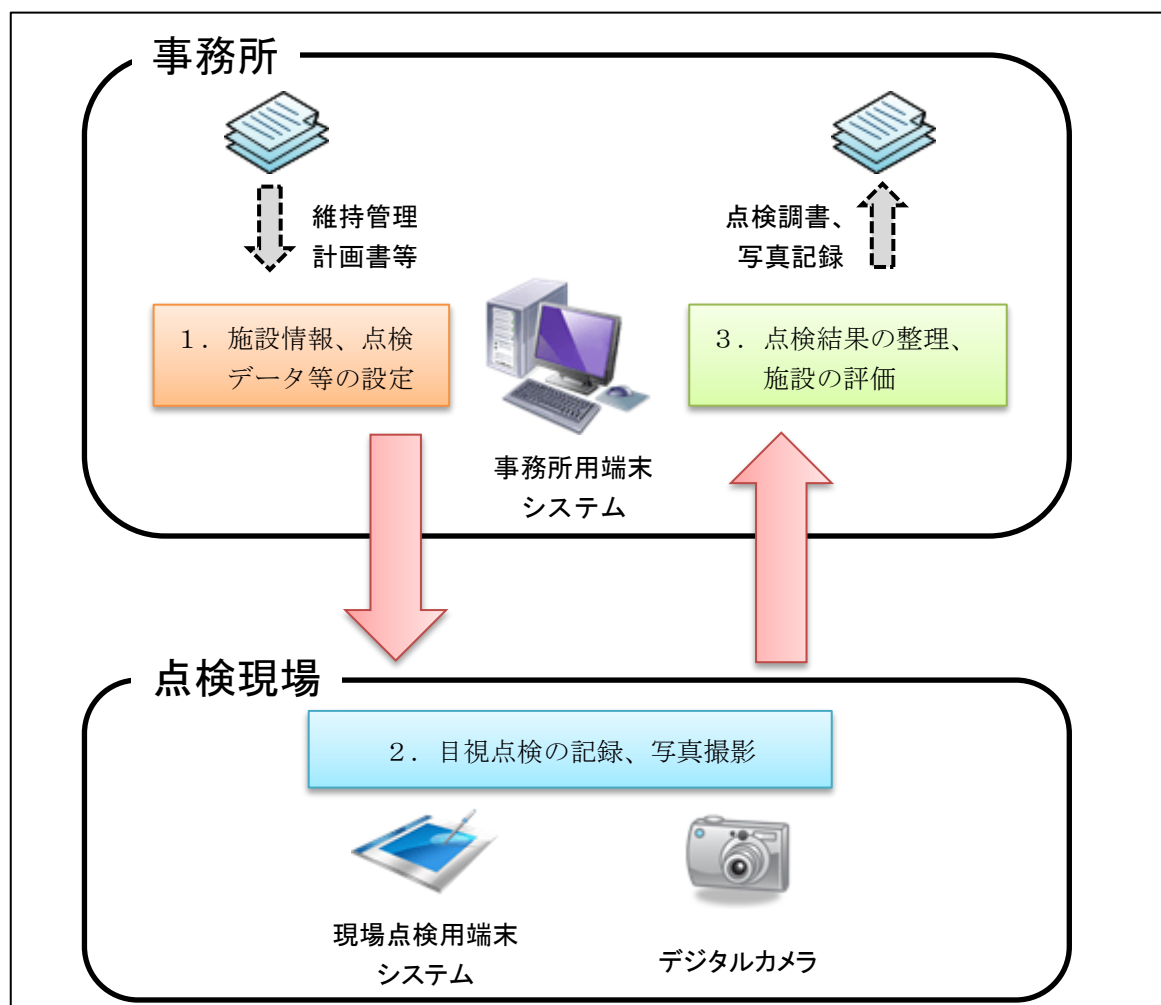 事務所
維持管理
計画書等
点検調書、
写真記録
１．施設情報、点検
データ等の設定
３．点検結果の整理、
施設の評価
事務所用端末
システム
点検現場
２．目視点検の記録、写真撮影
現場点検用端末
システム
デジタルカメラ